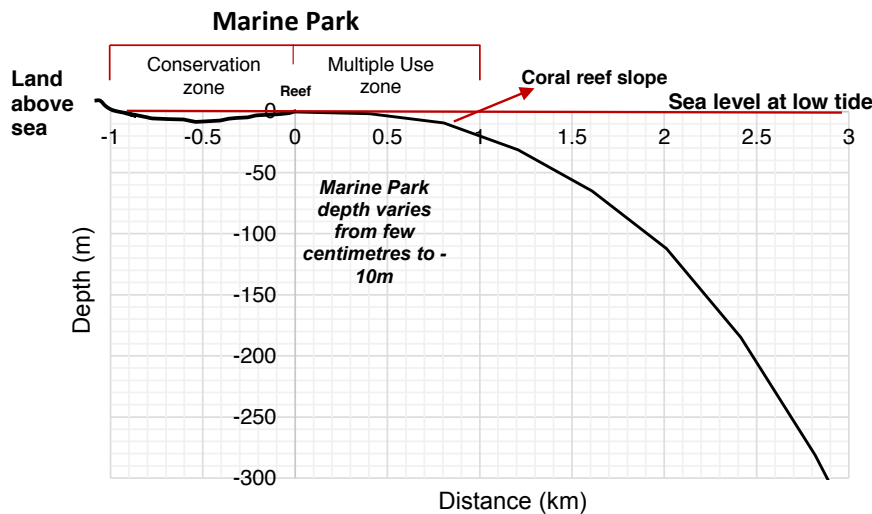 Marine Park
Conservation
zone
Multiple Use
zone
Land
above
sea
Reef
Coral reef slope
Sea level at low tide
0
-1
-0.5
0
0.5
1
1.5
2
2.5
3
-50
-100
-150
-200
-250
-300
Marine Park
depth varies
from few
centimetres to -
10m
Depth (m)
Distance (km)